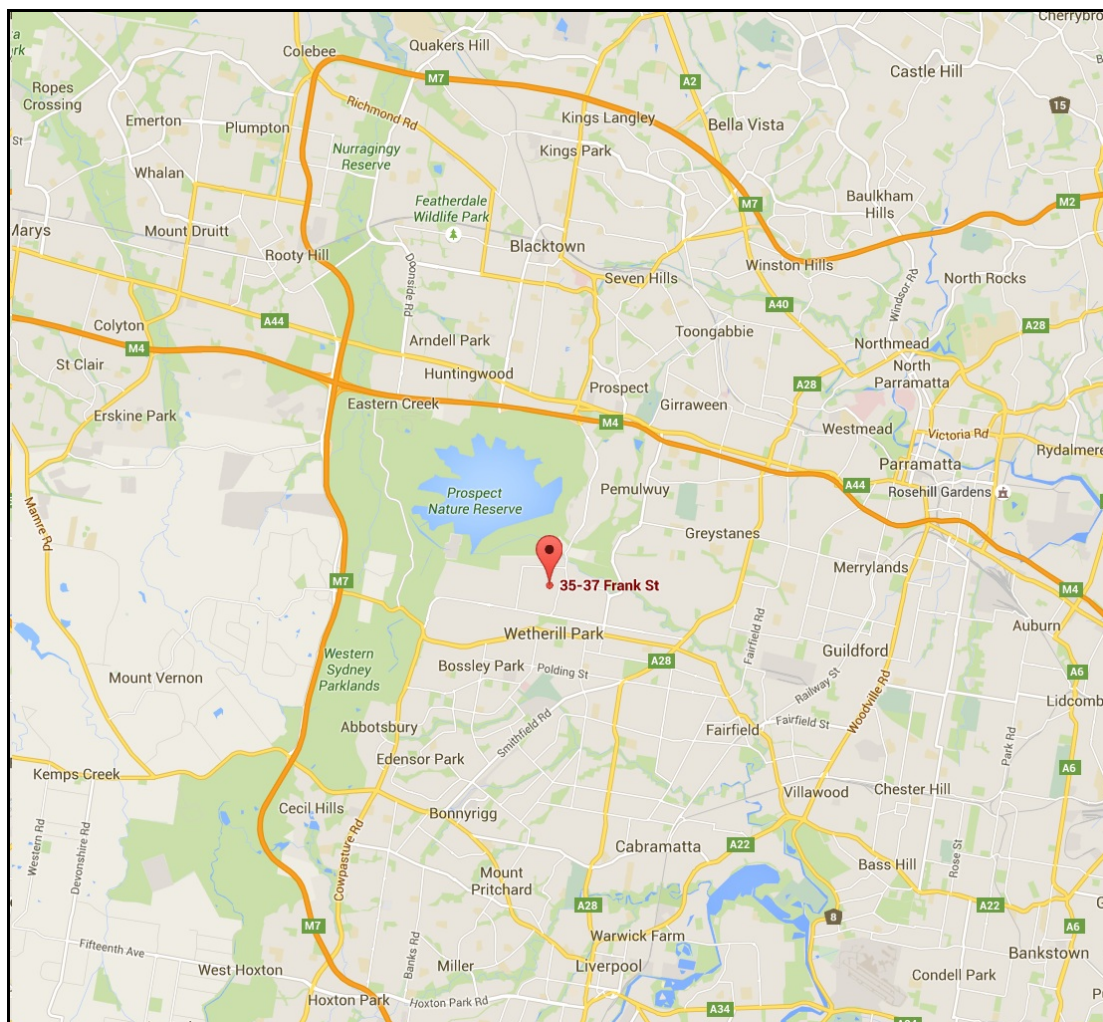 Cherrybro
Colebee
Quakers Hill
Castle Hill
Ropes
Crossing
M7
A2
15
Richmond Rd
Emerton
Plumpton
Kings Langley
Bella Vista
St
Nurragingy
Reserve
Kings Park
Whalan
Baulkham
Hills
Featherdale
Wildlife Park
M7
M2
Marys
Mount Druitt
Blacktown
Rooty Hill
Winston Hills
Doonside Rd
Seven Hills
North Rocks
Windsor Rd
A40
Colyton
A44
Toongabbie
A28
M4
Arndell Park
Northmead
St Clair
Huntingwood
Prospect
A28
North
Parramatta
Eastern Creek
Girraween
Erskine Park
M4
Westmead
Victoria Rd
Rydalmere
Parramatta
A44
Prospect
Nature Reserve
Pemulwuy
Rosehill Gardens
Mamre Rd
Greystanes
Merrylands
M7
35-37 Frank St
M4
Auburn
Wetherill Park
Fairfield Rd
Western
Sydney
Parklands
Bossley Park
Polding St
A28
Guildford
A6
Mount Vernon
Railway St
Woodville Rd
Lidcomb
Abbotsbury
Smithfield Rd
Fairfield
Fairfield St
Park Rd
Edensor Park
Kemps Creek
A6
Cecil Hills
Bonnyrigg
Villawood
Chester Hill
Western Rd
Devonshire Rd
Cowpasture Rd
Cabramatta
A22
Bass Hill
Rose St
Mount
Pritchard
A28
A22
M7
8
A6
Fifteenth Ave
Banks Rd
Warwick Farm
Bankstown
West Hoxton
Miller
Liverpool
Condell Park
Hoxton Park
Hoxton Park Rd
A34